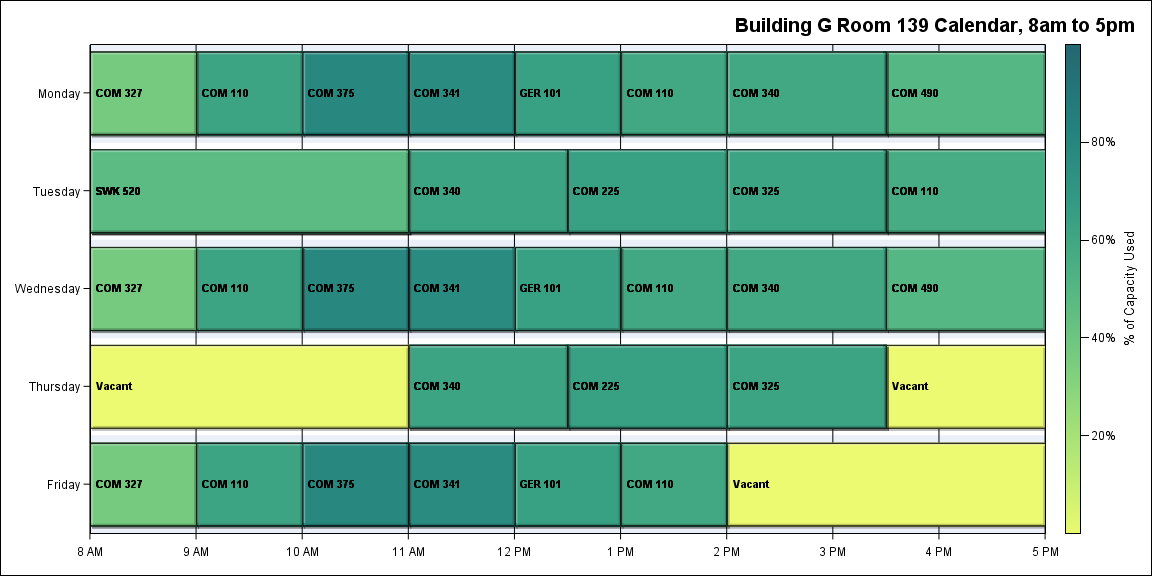 Building G Room 139 Calendar, 8am to 5pm
Monday
COM 327
COM 110
COM 375
COM 341
GER 101
COM 110
COM 340
COM 490
Tuesday
SWK 520
COM 340
COM 225
COM 325
COM 110
Wednesday
COM 327
COM 110
COM 375
COM 341
GER 101
COM 110
COM 340
COM 490
Thursday
Vacant
COM 340
COM 225
COM 325
Vacant
Friday
COM 327
COM 110
COM 375
COM 341
GER 101
COM 110
Vacant
8 AM
9 AM
10 AM
11 AM
12 PM
1 PM
2 PM
3 PM
4 PM
5 PM
80%
60%
40%
20%
% of Capacity Used